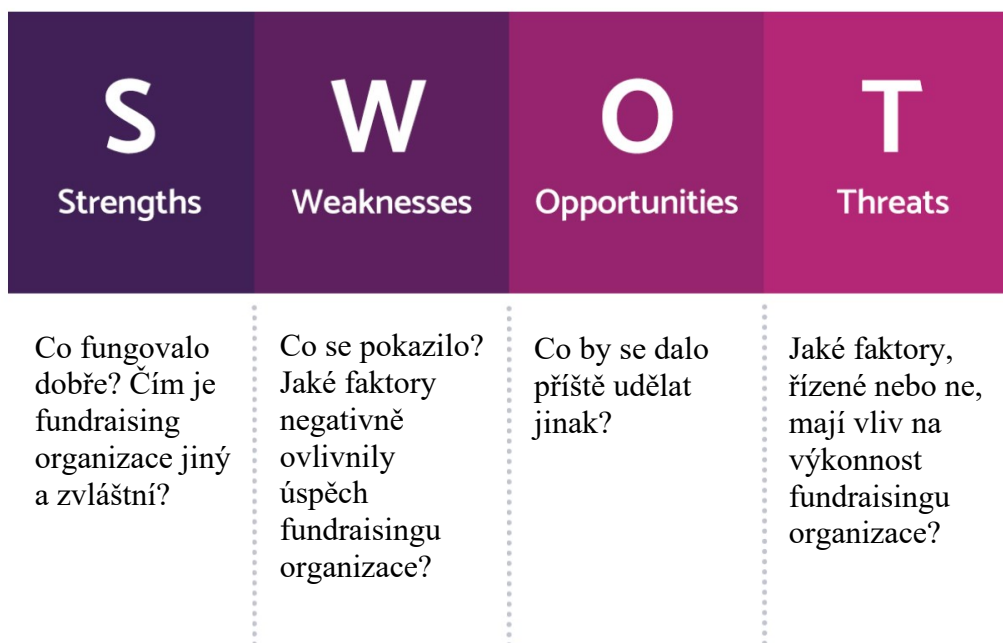 S
Strengths
W
Weaknesses
O
Opportunities
T
Threats
Co fungovalo
dobře? Čím je
fundraising
organizace jiný
a zvláštní?
Co se pokazilo?
Jaké faktory
negativně
ovlivnily
úspěch
fundraisingu
organizace?
Co by se dalo
příště udělat
jinak?
Jaké faktory,
řízené nebo ne,
mají vliv na
výkonnost
fundraisingu
organizace?